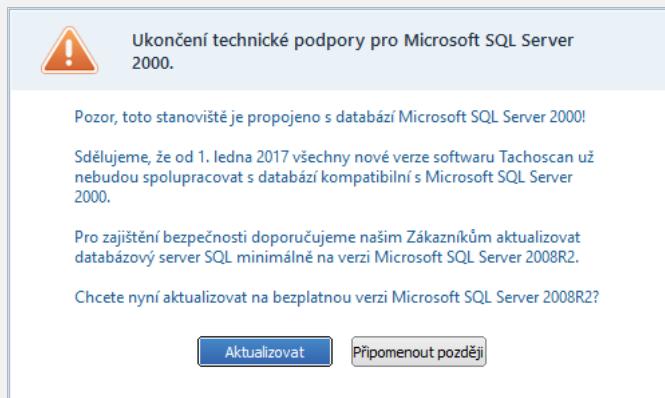 Ukončení technické podpory pro Microsoft SQL Server
2000.
Pozor, toto stanoviště je propojeno s databází Microsoft SQL Server 2000!
Sdělujeme, že od 1. ledna 2017 všechny nové verze softwaru Tachoscan už
nebudou spolupracovat s databází kompatibilní s Microsoft SQL Server
2000.
Pro zajištění bezpečnosti doporučujeme našim Zákazníkům aktualizovat
databázový server SQL minimálně na verzi Microsoft SQL Server 2008R2.
Chcete nyní aktualizovat na bezplatnou verzi Microsoft SQL Server 2008R2?
Aktualizovat
Připomenout později